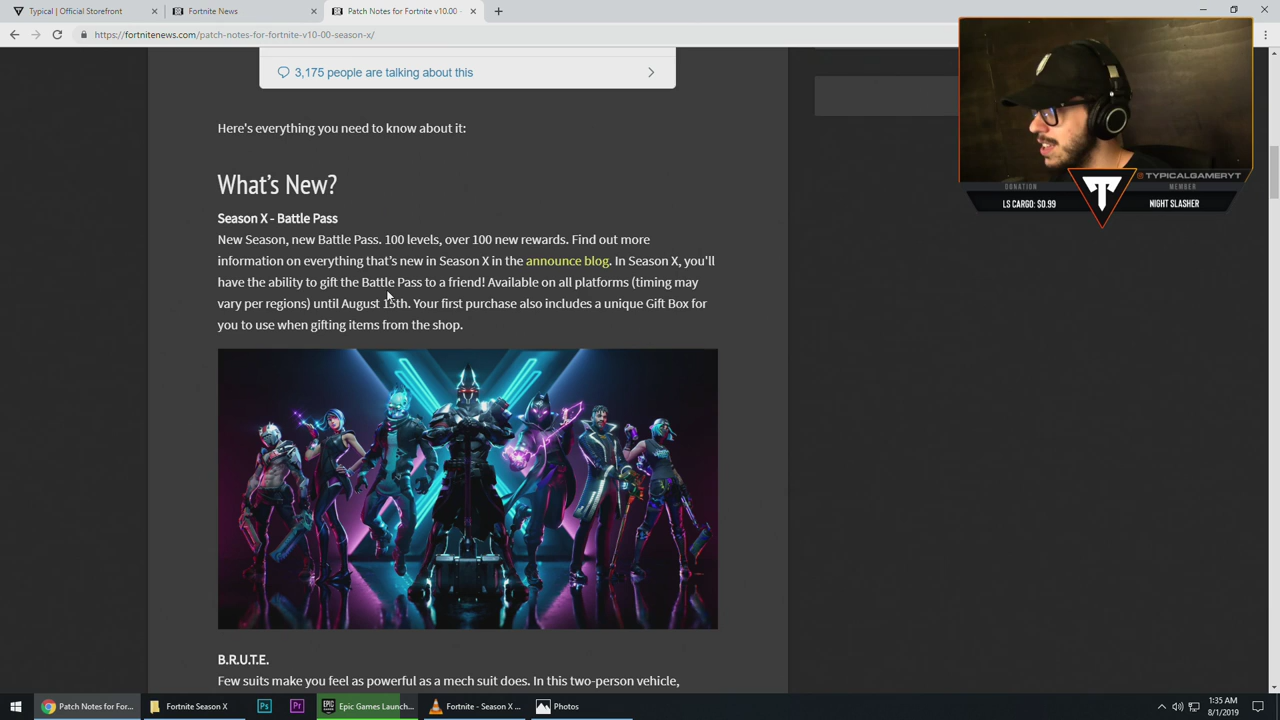 Typical | Official Storefront
Fortnite News
Patch Notes for Fortnite v10.00 -
https://fortnitenews.com/patch-notes-for-fortnite-v10-00-season-x/
3,175 people are talking about this
Here's everything you need to know about it:
What's New?
Season X - Battle Pass
New Season, new Battle Pass. 100 levels, over 100 new rewards. Find out more
information on everything that's new in Season X in the announce blog. In Season X, you'll
have the ability to gift the Battle Pass to a friend! Available on all platforms (timing may
vary per regions) until August 15th. Your first purchase also includes a unique Gift Box for
you to use when gifting items from the shop.
B.R.U.T.E.
Few suits make you feel as powerful as a mech suit does. In this two-person vehicle,
TYPICALGAMERYT
DONATION
MEMBER
LS CARGO: $0.99
NIGHT SLASHER
Patch Notes for For...
Fortnite Season X
Ps
Pr
Epic Games Launch...
Fortnite - Season X ...
Photos
1:35 AM
8/1/2019